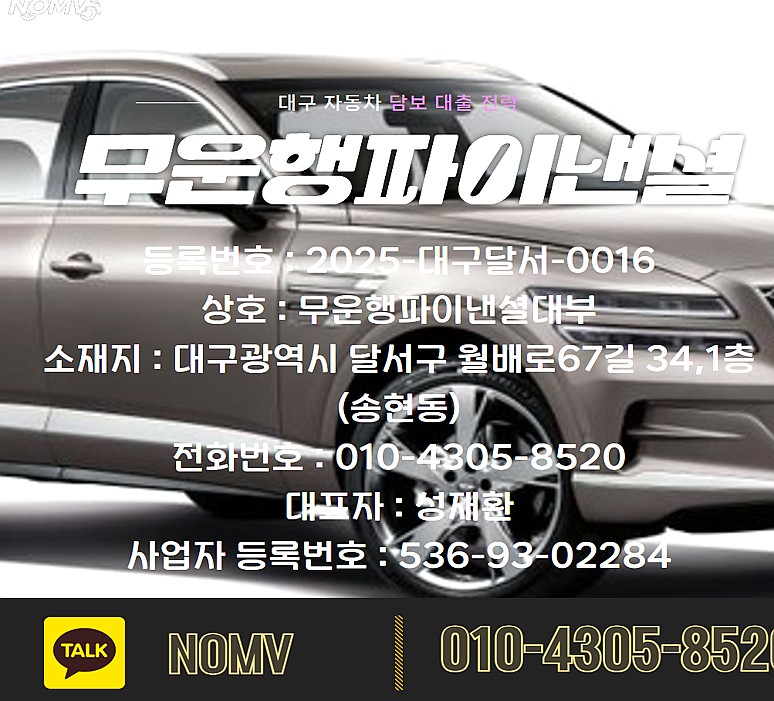 NOMV
대구 자동차 담보 대출 전략
무운행파이낸셜
등록번호 : 2025-대구달서-0016
상호 : 무운행파이낸셜대부
소재지 : 대구광역시 달서구 월배로67길 34,1층
(송현동)
전화번호 : 010-4305-8520
대표자 : 성재환
사업자 등록번호 : 536-93-02284
TALK NOMV 010-4305-8520